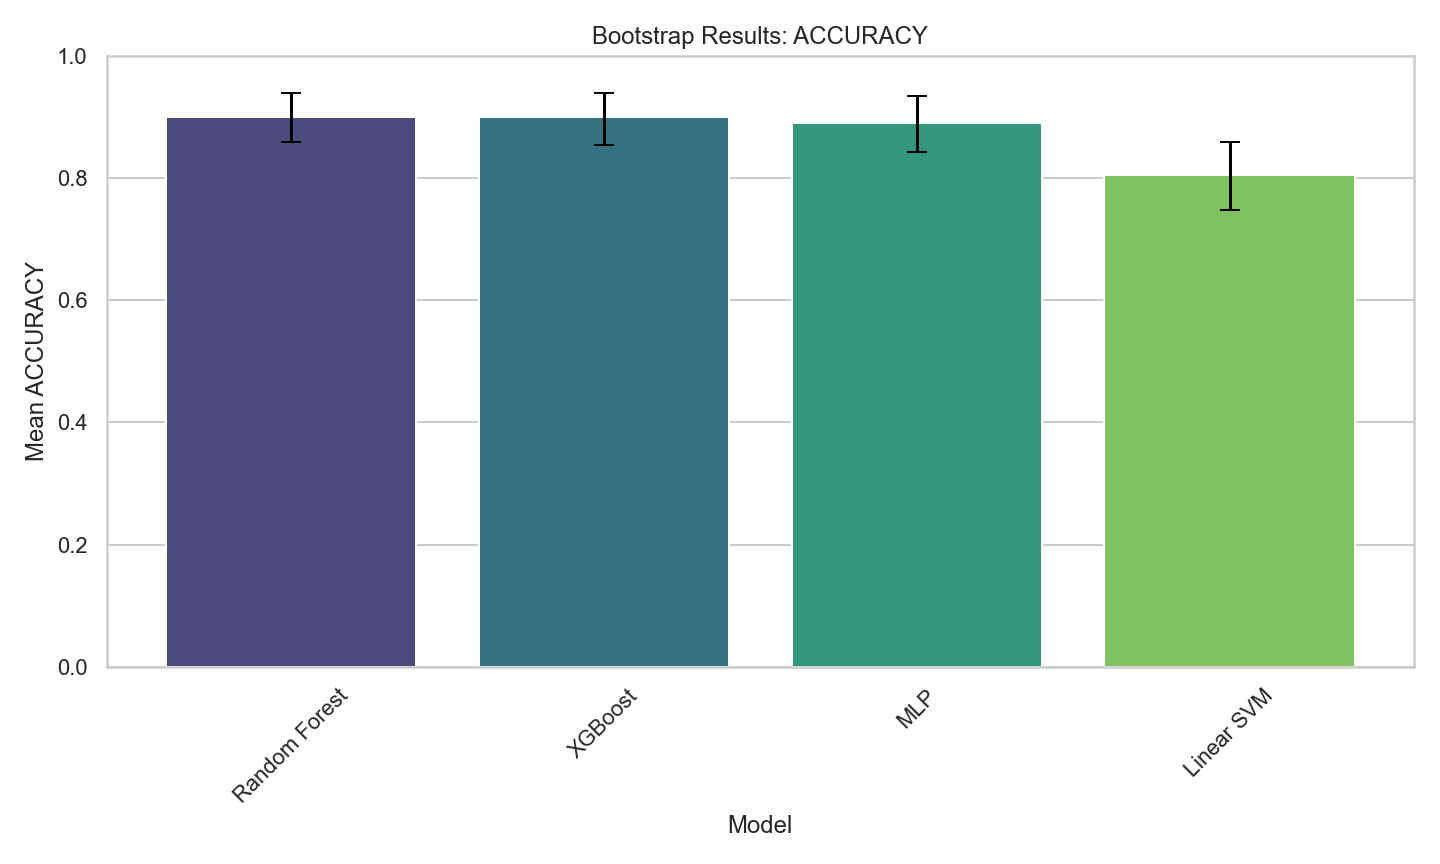 Bootstrap Results: ACCURACY
1.0
0.8
0.6
0.4
0.2
0.0
Mean ACCURACY
Random Forest
XGBoost
MLP
Linear SVM
Model